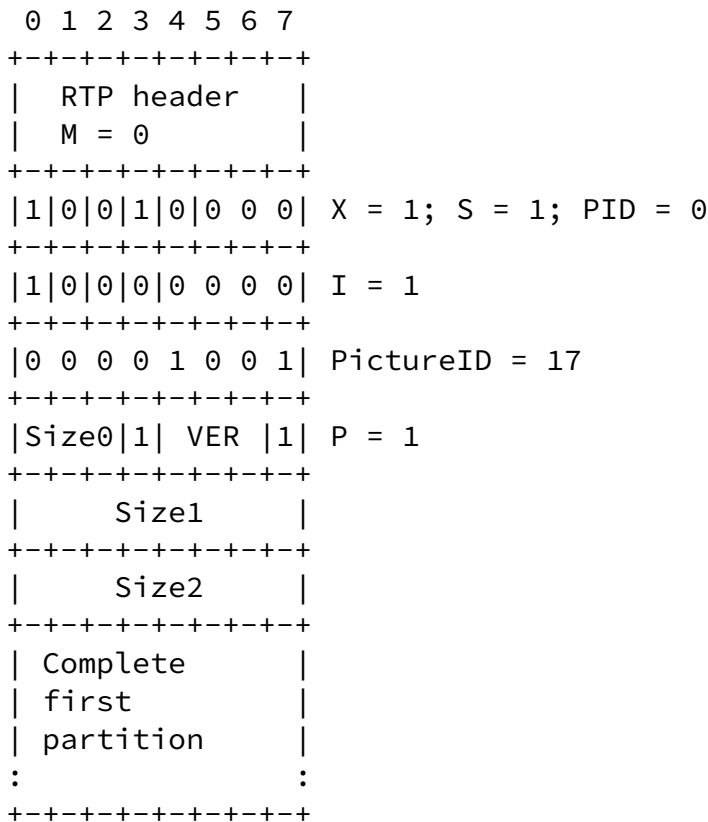 0 1 2 3 4 5 6 7
+-+-+-+-+-+-+-+-+
|  RTP header   |
|  M = 0        |
+-+-+-+-+-+-+-+-+
|1|0|0|1|0|0 0 0| X = 1; S = 1; PID = 0
+-+-+-+-+-+-+-+-+
|1|0|0|0|0 0 0 0| I = 1
+-+-+-+-+-+-+-+-+
|0 0 0 0 1 0 0 1| PictureID = 17
+-+-+-+-+-+-+-+-+
|Size0|1| VER |1| P = 1
+-+-+-+-+-+-+-+-+
|     Size1     |
+-+-+-+-+-+-+-+-+
|     Size2     |
+-+-+-+-+-+-+-+-+
| Complete      |
| first         |
| partition     |
:               :
+-+-+-+-+-+-+-+-+